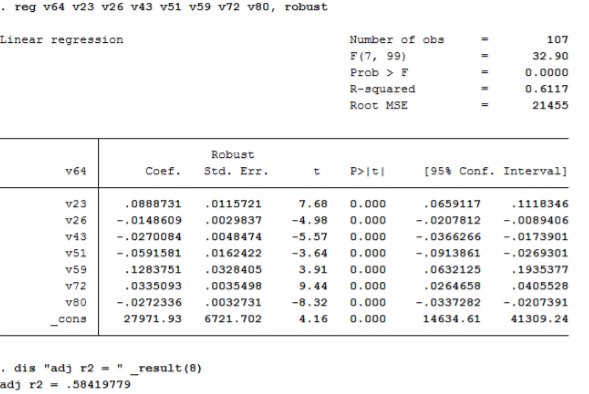 . reg v64 v23 v26 v43 v51 v59 v72 v80, robust
Linear regression Number of obs = 107
F(7, 99) = 32.90
Prob > F = 0.0000
R-squared = 0.6117
Root MSE = 21455
Robust
v64 Coef. Std. Err. t P>|t| [95% Conf. Interval]
v23 .0888731 .0115721 7.68 0.000 .0659117 .1118346
v26 -.0148609 .0029837 -4.98 0.000 -.0207812 -.0089406
v43 -.0270084 .0048474 -5.57 0.000 -.0366266 -.0173901
v51 -.0591581 .0162422 -3.64 0.000 -.0913861 -.0269301
v59 .1283751 .0328405 3.91 0.000 .0632125 .1935377
v72 .0335093 .0035498 9.44 0.000 .0264658 .0405528
v80 -.0272336 .0032731 -8.32 0.000 -.0337282 -.0207391
_cons 27971.93 6721.702 4.16 0.000 14634.61 41309.24
. dis "adj r2 = " _result(8)
adj r2 = .58419779